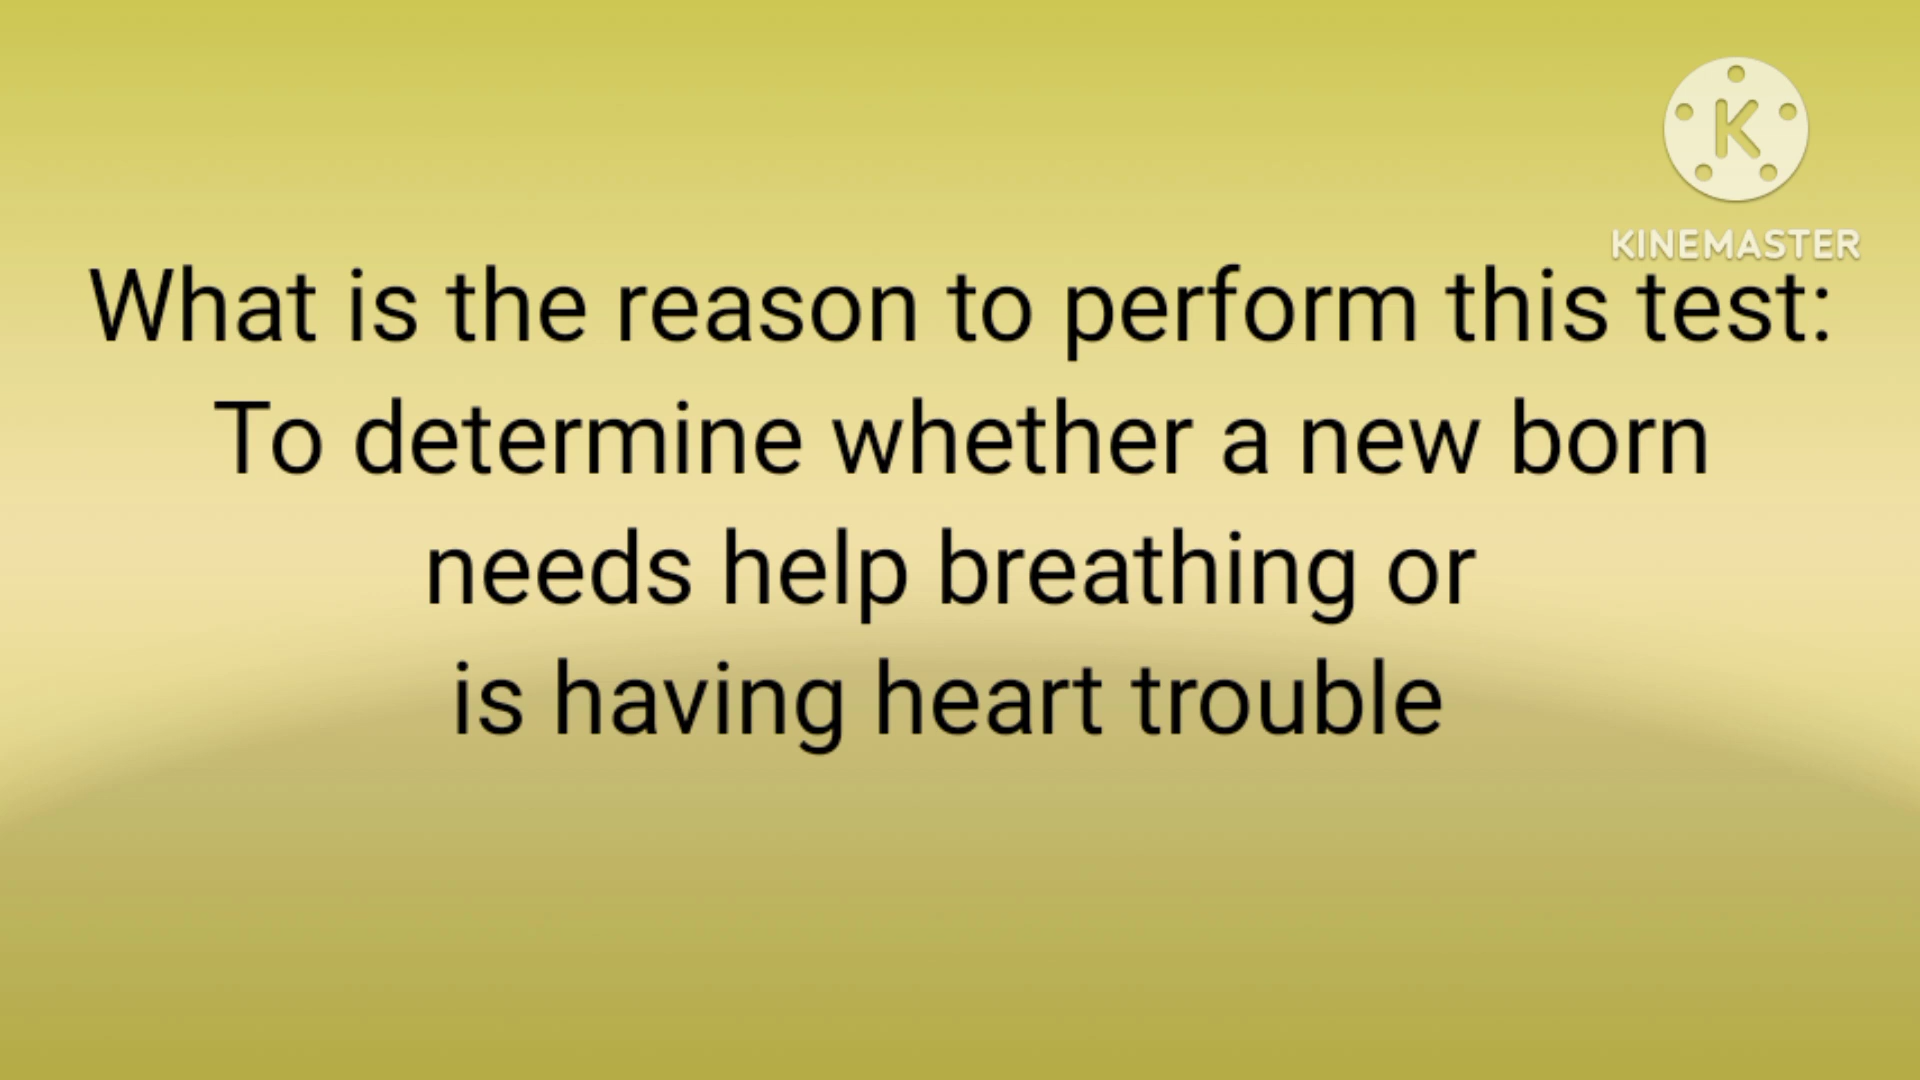 KINEMASTER
What is the reason to perform this test:
To determine whether a new born
needs help breathing or
is having heart trouble